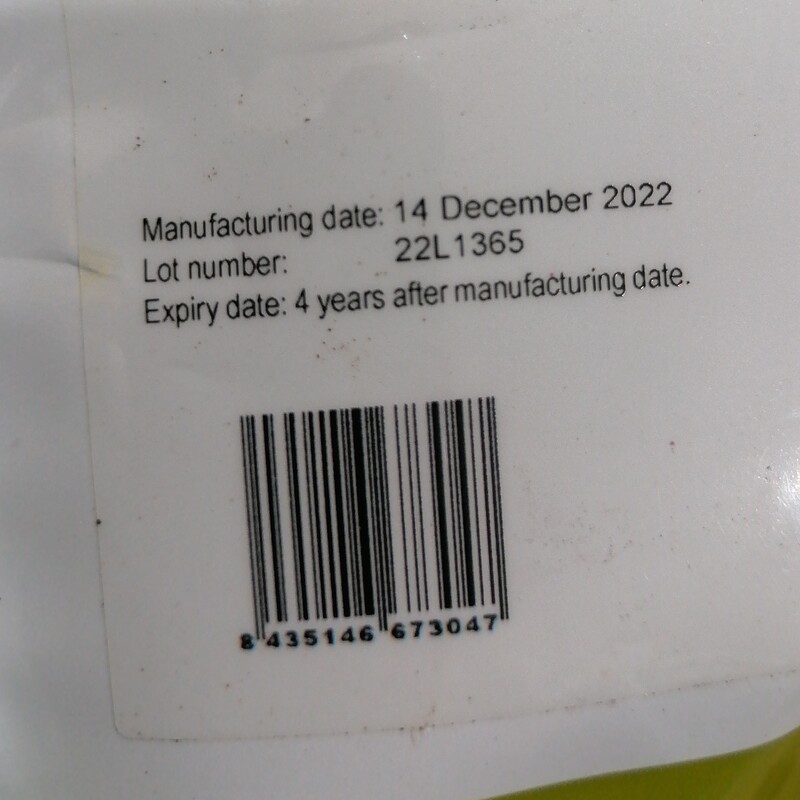 Manufacturing date: 14 December 2022
Lot number: 22L1365
Expiry date: 4 years after manufacturing date.
8 435146 673047